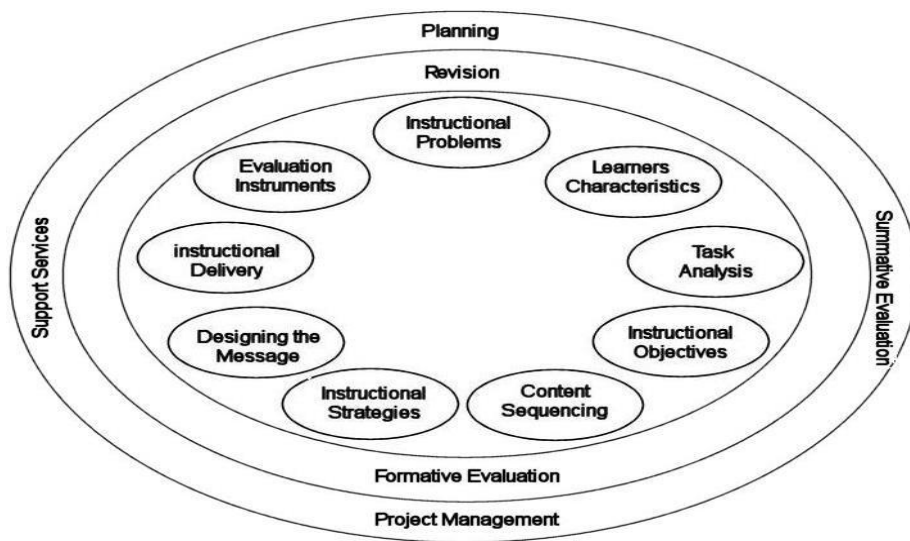 Planning
Revision
Instructional
Problems
Evaluation
Instruments
Learners
Characteristics
instructional
Delivery
Task
Analysis
Support Services
Summative Evaluation
Designing the
Message
Instructional
Objectives
Instructional
Strategies
Content
Sequencing
Formative Evaluation
Project Management